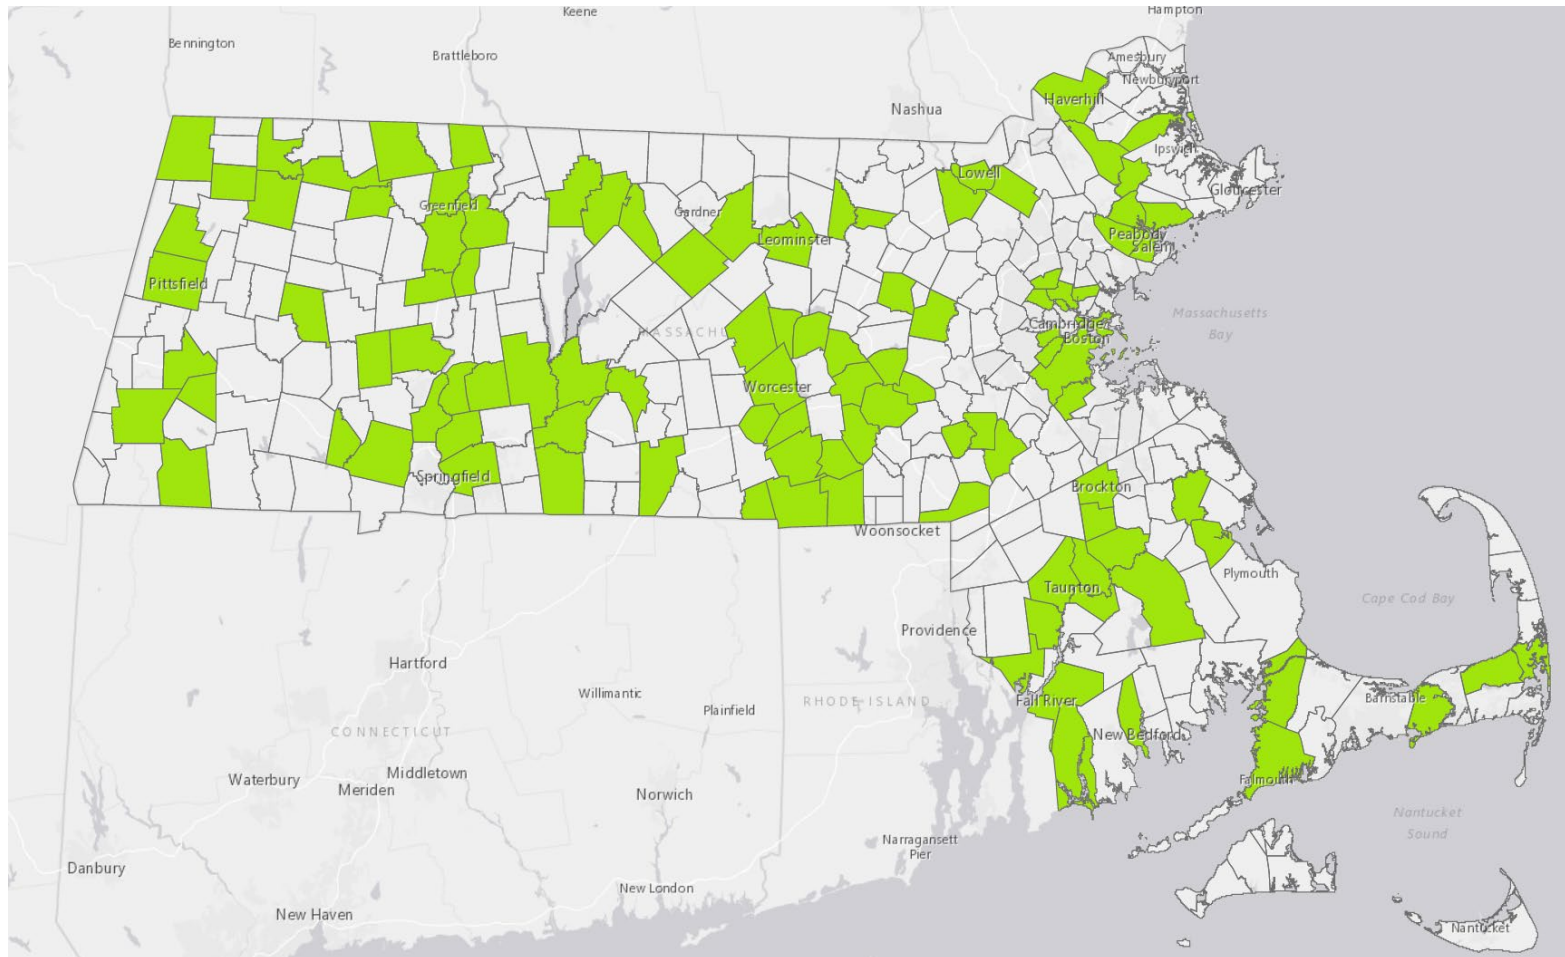 Keene
Hampton
Bennington
Brattleboro
Amesbury
Newburyport
Haverhill
Nashua
Ipswich
Lowell
Gloucester
Greenfield
Gardner
Leominster
Peabody
Salem
Pittsfield
Massachusetts
Bay
MASSACHU
Cambridge
Boston
Worcester
Springfield
Brockton
Woonsocket
Plymouth
Taunton
Cape Cod Bay
Providence
Hartford
Willimantic
Plainfield
RHODE ISLAND
Fall River
Barnstable
CONNECTICUT
New Bedford
Waterbury
Middletown
Meriden
Norwich
Falmouth
Nantucket
Sound
Narragansett
Pier
Danbury
New London
New Haven
Nantucket